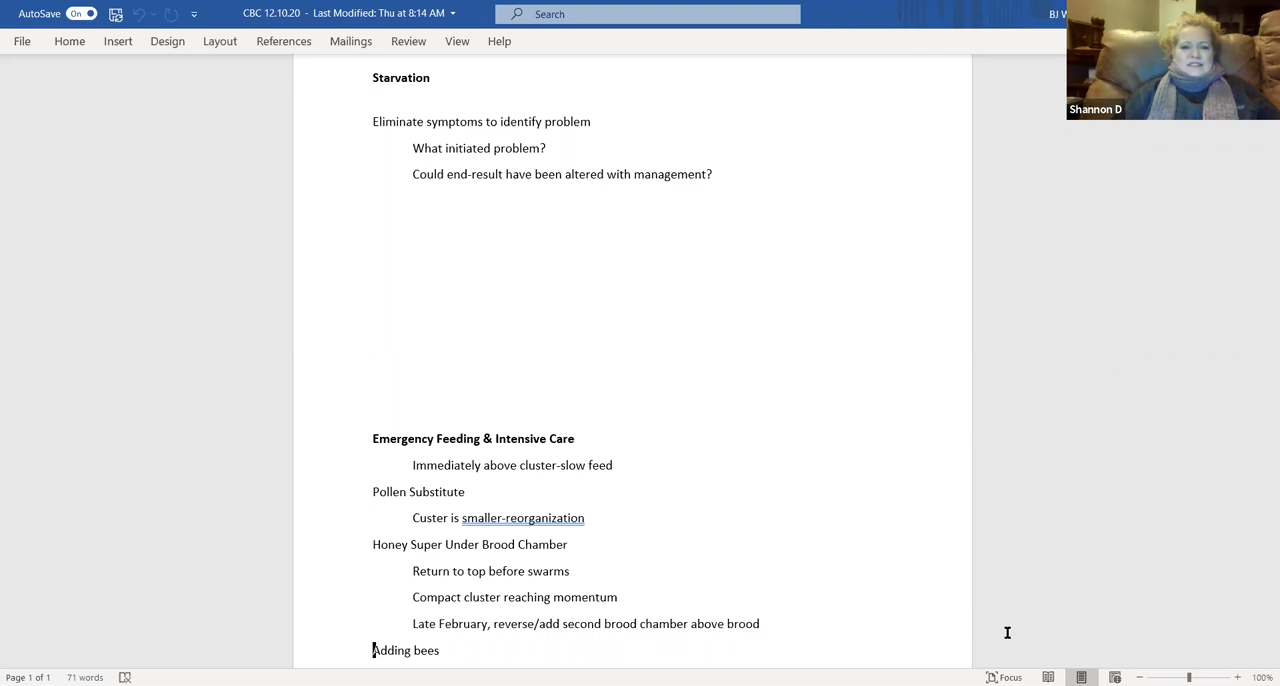 AutoSave On CBC 12.10.20 - Last Modified: Thu at 8:14 AM Search BJ W
File Home Insert Design Layout References Mailings Review View Help
Shannon D
Starvation
Eliminate symptoms to identify problem
What initiated problem?
Could end-result have been altered with management?
Emergency Feeding & Intensive Care
Immediately above cluster-slow feed
Pollen Substitute
Custer is smaller-reorganization
Honey Super Under Brood Chamber
Return to top before swarms
Compact cluster reaching momentum
Late February, reverse/add second brood chamber above brood
Adding bees
Page 1 of 1 71 words Focus 100%